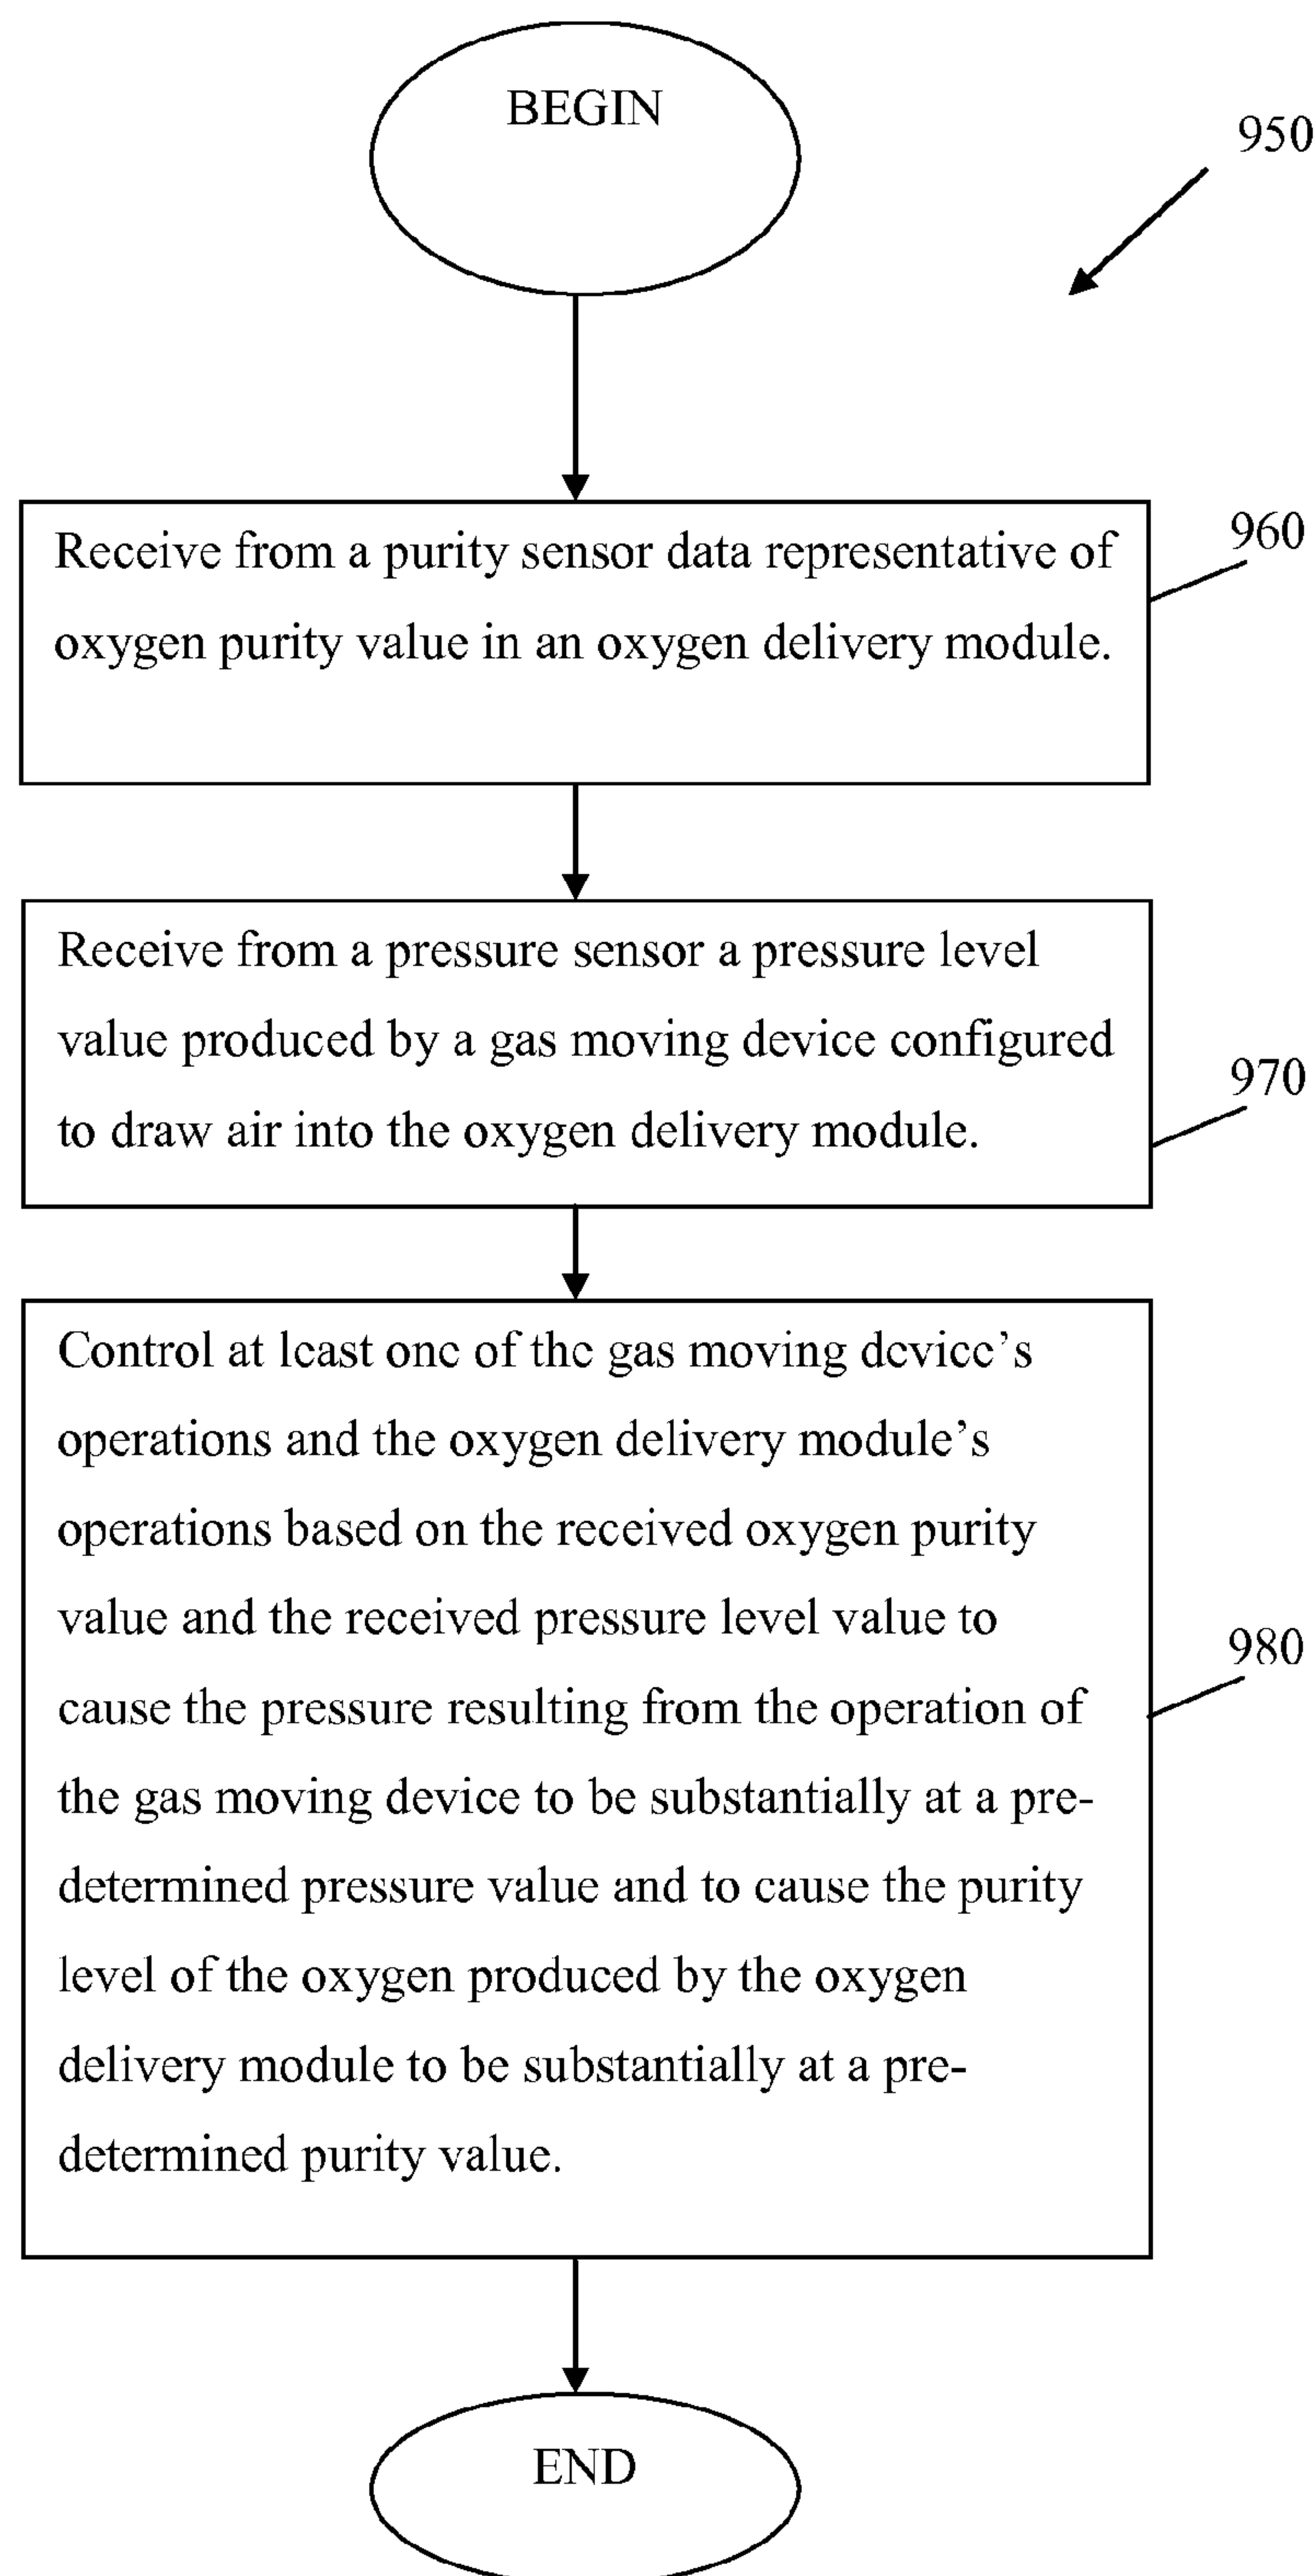 BEGIN
950
Receive from a purity sensor data representative of
oxygen purity value in an oxygen delivery module.
960
Receive from a pressure sensor a pressure level
value produced by a gas moving device configured
to draw air into the oxygen delivery module.
970
Control at least one of the gas moving device’s
operations and the oxygen delivery module’s
operations based on the received oxygen purity
value and the received pressure level value to
cause the pressure resulting from the operation of
the gas moving device to be substantially at a pre-
determined pressure value and to cause the purity
level of the oxygen produced by the oxygen
delivery module to be substantially at a pre-
determined purity value.
980
END